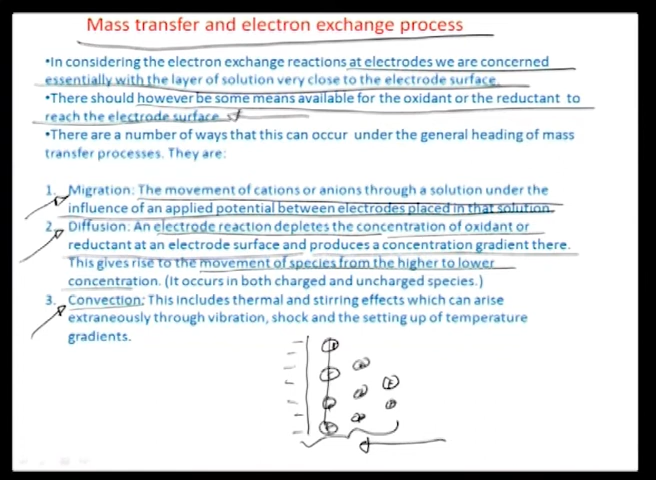 Mass transfer and electron exchange process
•In considering the electron exchange reactions at electrodes we are concerned
essentially with the layer of solution very close to the electrode surface.
•There should however be some means available for the oxidant or the reductant to
reach the electrode surface.
•There are a number of ways that this can occur under the general heading of mass
transfer processes. They are:
1. Migration: The movement of cations or anions through a solution under the
influence of an applied potential between electrodes placed in that solution.
2. Diffusion: An electrode reaction depletes the concentration of oxidant or
reductant at an electrode surface and produces a concentration gradient there.
This gives rise to the movement of species from the higher to lower
concentration. (It occurs in both charged and uncharged species.)
3. Convection: This includes thermal and stirring effects which can arise
extraneously through vibration, shock and the setting up of temperature
gradients.